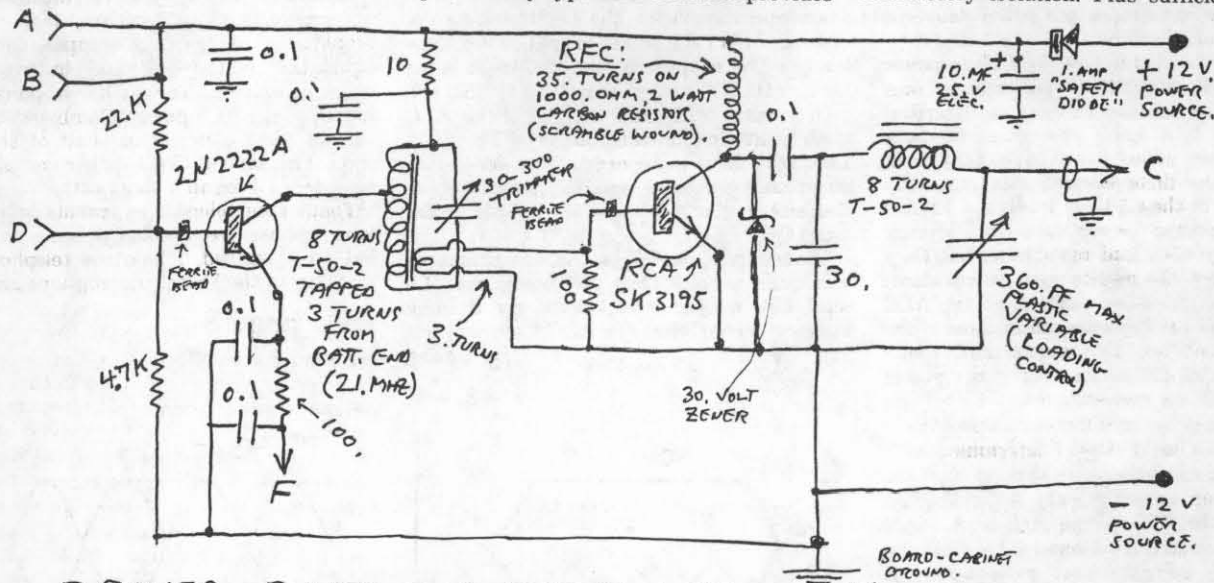 A
B
D
0.1
22K
4.7K
2N2222A
FERRITE
BEAD
0.1
0.1
100.
F
0.1
10
8 TURNS
T-50-2
TAPPED
3 TURNS
FROM
BATT. END
(21. MHZ)
3. TURNS
TRIMMER
RFC.
35. TURNS ON
1000. OHM, 2 WATT
CARBON RESISTOR
(SCRAMBLE WOUND)
FERRITE
BEAD
100
RCA
SK3195
30. VOLT
ZENER
0.1
30.
8 TURNS
T-50-2
C
360. PF MAX
PLASTIC
VARIABLE
(LOADING
CONTROL)
10. MF
25. V
ELEC.
1. AMP
"SAFETY
DIODE"
+ 12 V.
POWER
SOURCE.
- 12 V
POWER
SOURCE.
BOARD-CABINET
GROUND.